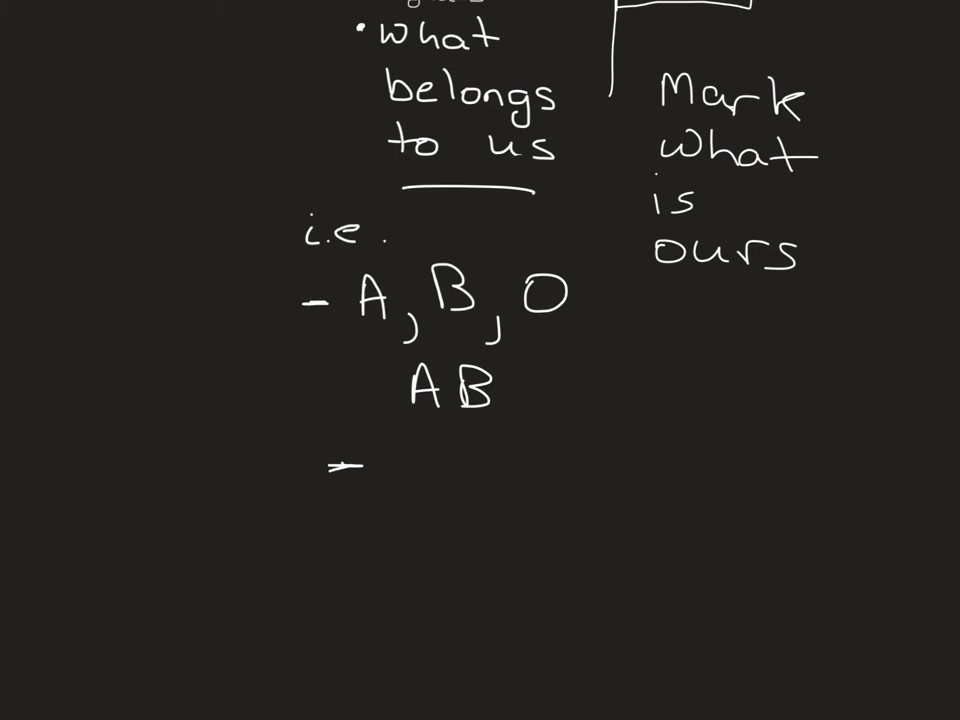 • what
belongs
to us
Mark
what
is
ours
i.e.
- A, B, O
AB
-